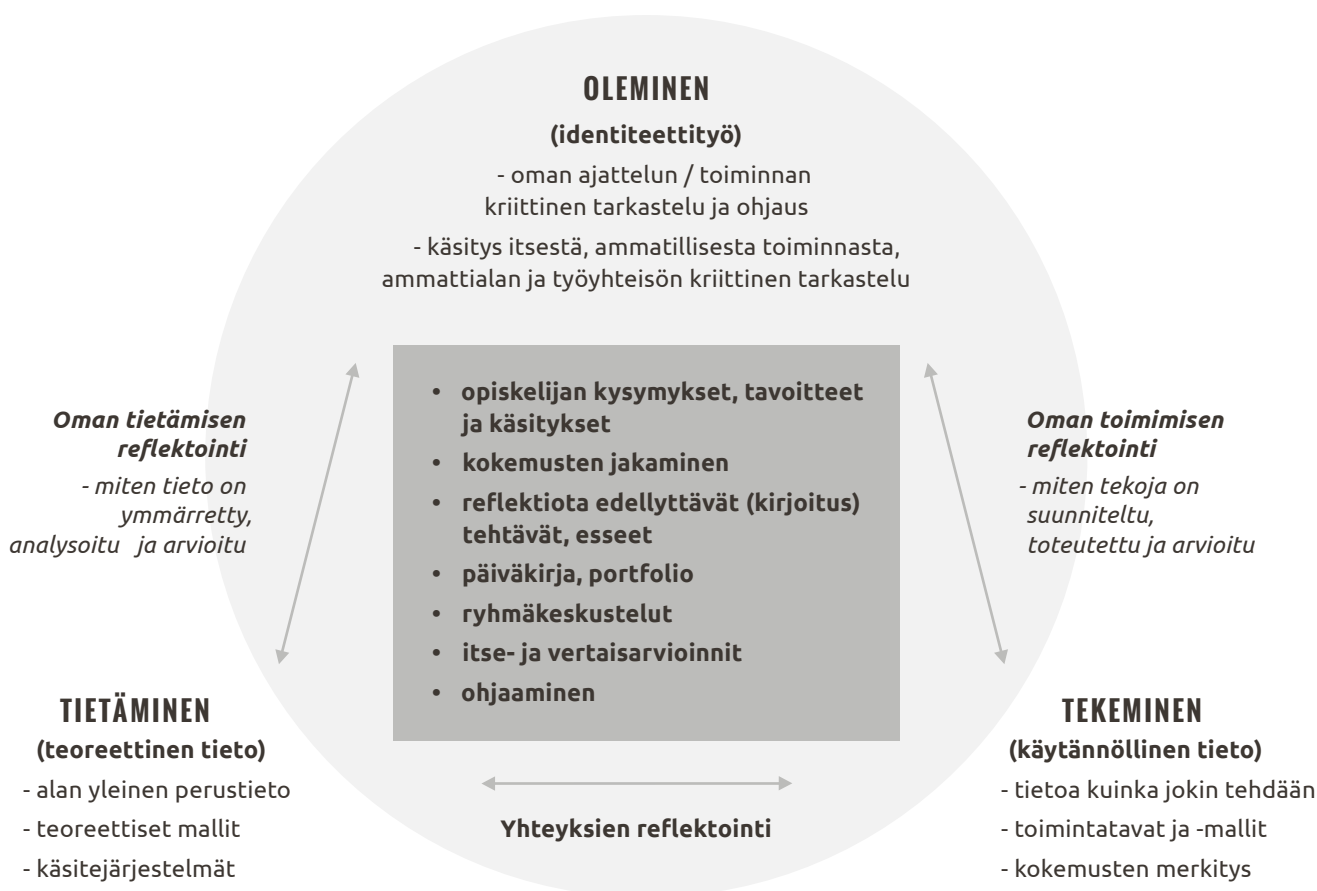 OLEMINEN
(identiteettityö)
- oman ajattelun / toiminnan
kriittinen tarkastelu ja ohjaus
- käsitys itsestä, ammatillisesta toiminnasta,
ammattialan ja työyhteisön kriittinen tarkastelu
Oman tietämisen
reflektointi
- miten tieto on
ymmärretty,
analysoitu ja arvioitu
• opiskelijan kysymykset, tavoitteet
ja käsitykset
• kokemusten jakaminen
• reflektiota edellyttävät (kirjoitus)
tehtävät, esseet
• päiväkirja, portfolio
• ryhmäkeskustelut
• itse- ja vertaisarvioinnit
• ohjaaminen
Oman toimimisen
reflektointi
- miten tekoja on
suunniteltu,
toteutettu ja arvioitu
TIETÄMINEN
(teoreettinen tieto)
- alan yleinen perustieto
- teoreettiset mallit
- käsitejärjestelmät
Yhteyksien reflektointi
TEKEMINEN
(käytännöllinen tieto)
- tietoa kuinka jokin tehdään
- toimintatavat ja -mallit
- kokemusten merkitys